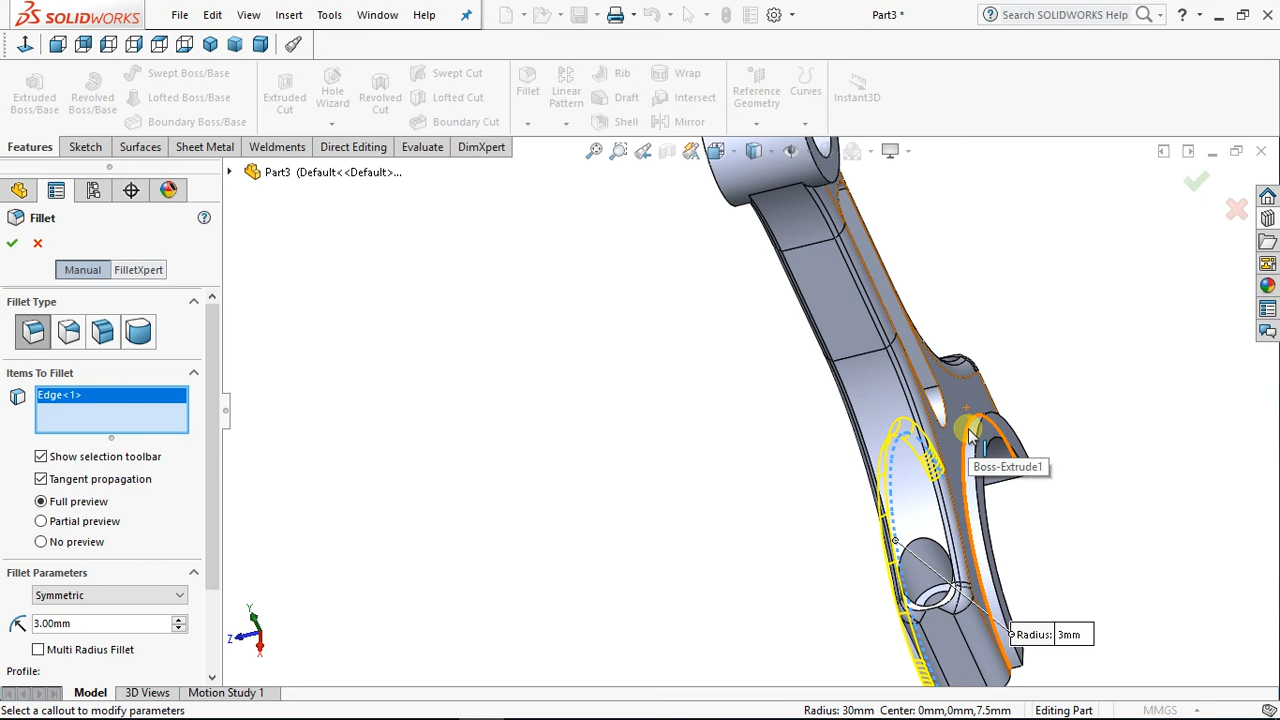 SOLIDWORKS File Edit View Insert Tools Window Help Part3 * Search SOLIDWORKS Help ?
Extruded Boss/Base Revolved Boss/Base Swept Boss/Base Lofted Boss/Base Boundary Boss/Base Extruded Cut Hole Wizard Revolved Cut Swept Cut Lofted Cut Boundary Cut Fillet Linear Pattern Rib Draft Shell Wrap Intersect Mirror Reference Geometry Curves Instant3D
Features Sketch Surfaces Sheet Metal Weldments Direct Editing Evaluate DimXpert
Part3 (Default<<Default>...
Fillet ?
Manual FilletXpert
Fillet Type
Items To Fillet
Edge<1>
Show selection toolbar
Tangent propagation
Full preview
Partial preview
No preview
Fillet Parameters
Symmetric
3.00mm
Multi Radius Fillet
Profile:
Boss-Extrude1
Radius: 3mm
Y
Z
X
Model 3D Views Motion Study 1
Select a callout to modify parameters Radius: 30mm Center: 0mm,0mm,7.5mm Editing Part MMGS